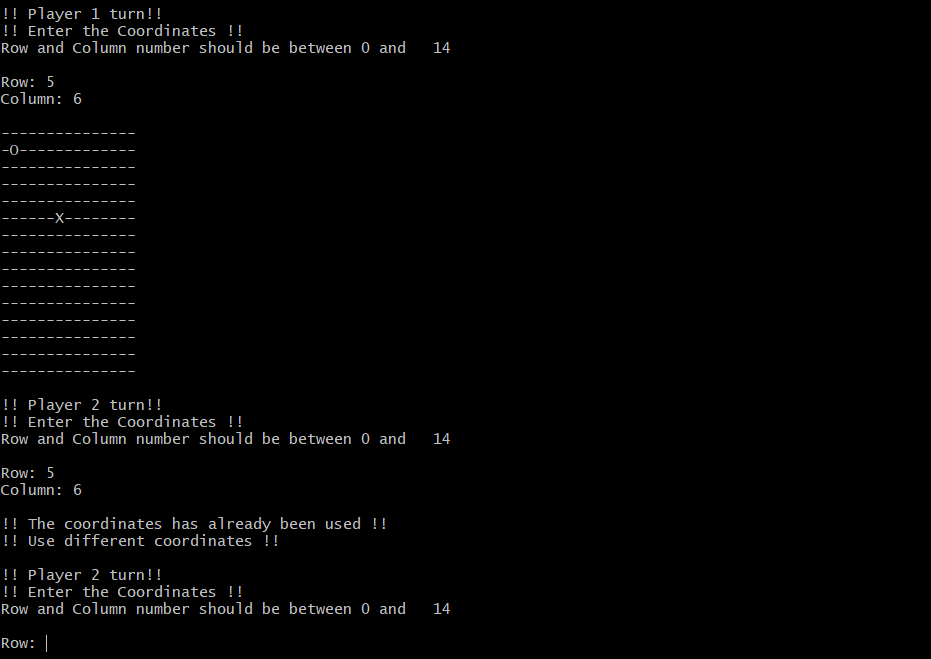 !! Player 1 turn!!
!! Enter the Coordinates !!
Row and Column number should be between 0 and   14
Row: 5
Column: 6
---------------
-O-------------
---------------
---------------
---------------
------X--------
---------------
---------------
---------------
---------------
---------------
---------------
---------------
---------------
---------------
!! Player 2 turn!!
!! Enter the Coordinates !!
Row and Column number should be between 0 and   14
Row: 5
Column: 6
!! The coordinates has already been used !!
!! Use different coordinates !!
!! Player 2 turn!!
!! Enter the Coordinates !!
Row and Column number should be between 0 and   14
Row: